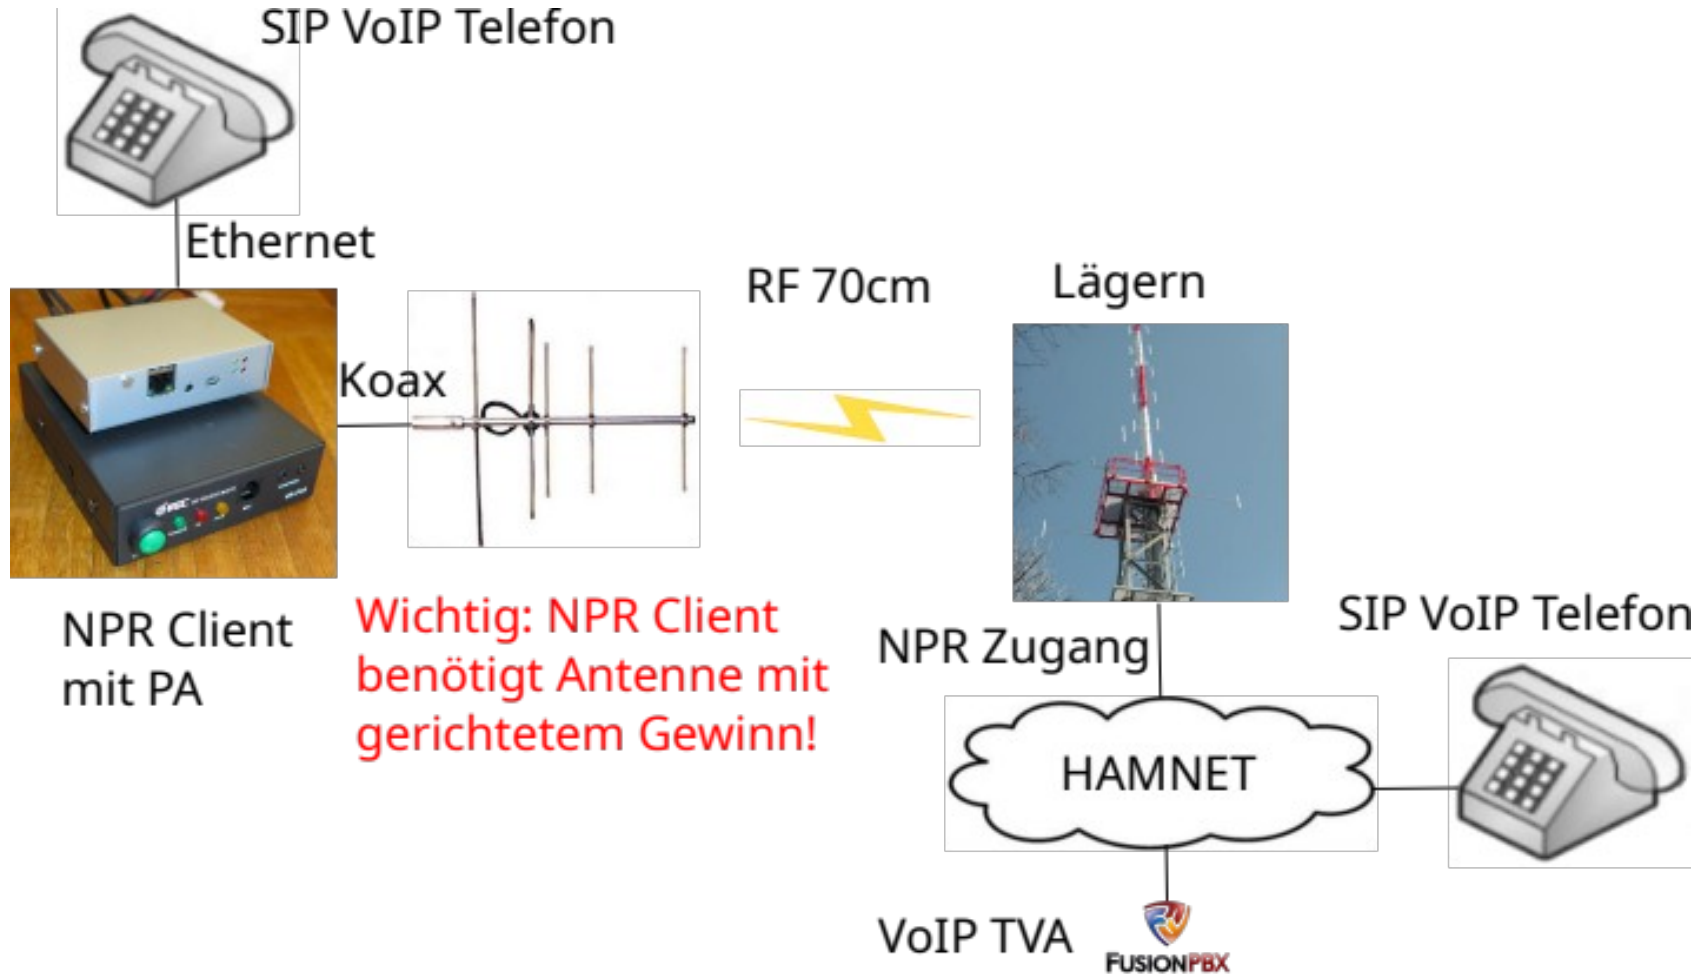 SIP VoIP Telefon
Ethernet
RF 70cm
Lägern
Koax
NPR Client
mit PA
Wichtig: NPR Client
benötigt Antenne mit
gerichtetem Gewinn!
NPR Zugang
SIP VoIP Telefon
HAMNET
VoIP TVA
FUSIONPBX